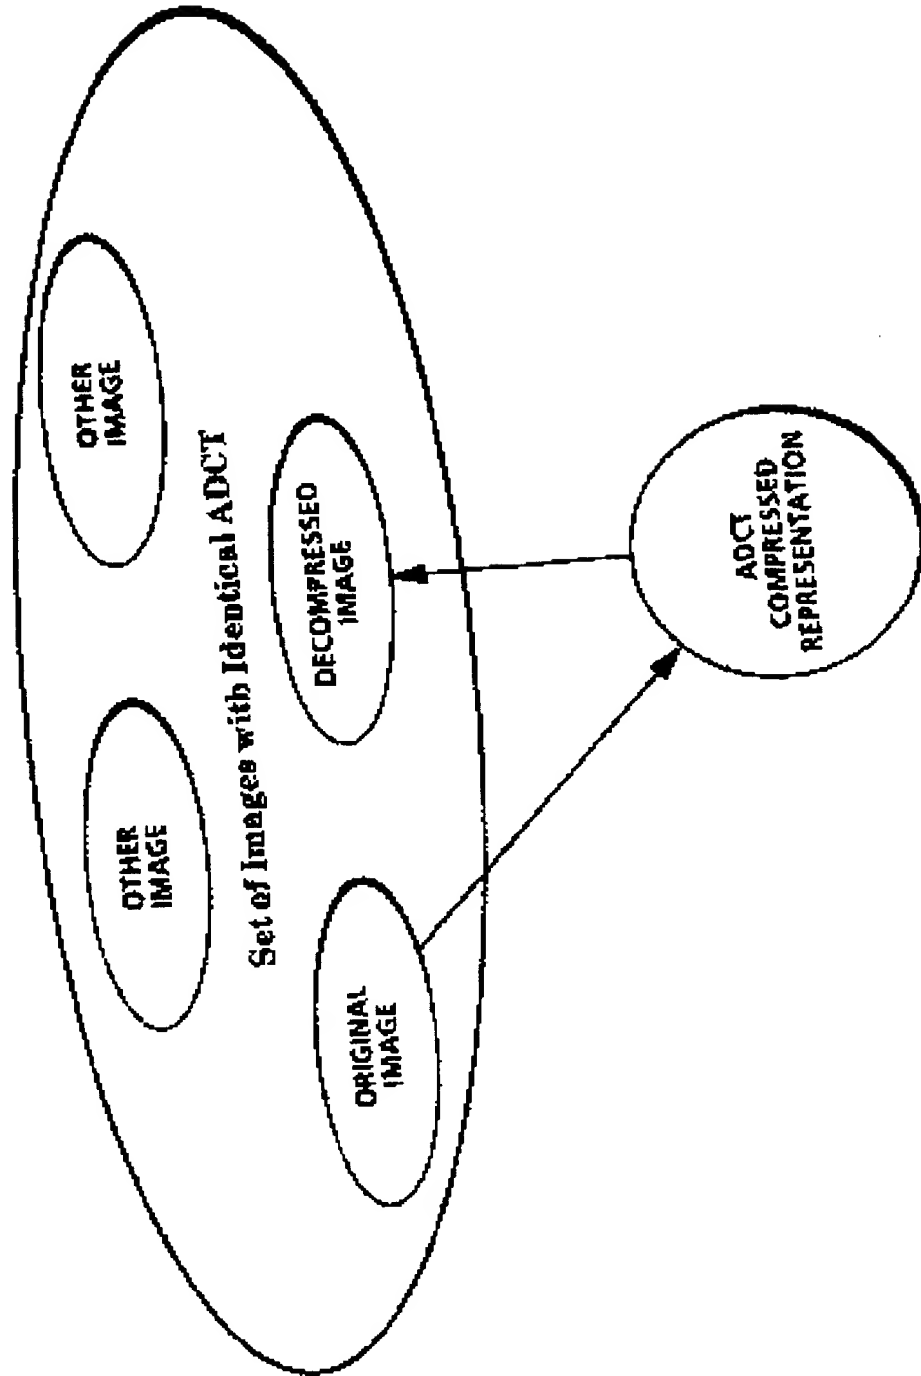 OTHER
IMAGE
OTHER
IMAGE
Set of Images with Identical ADCT
ORIGINAL
IMAGE
DECOMPRESSED
IMAGE
ADCT
COMPRESSED
REPRESENTATION